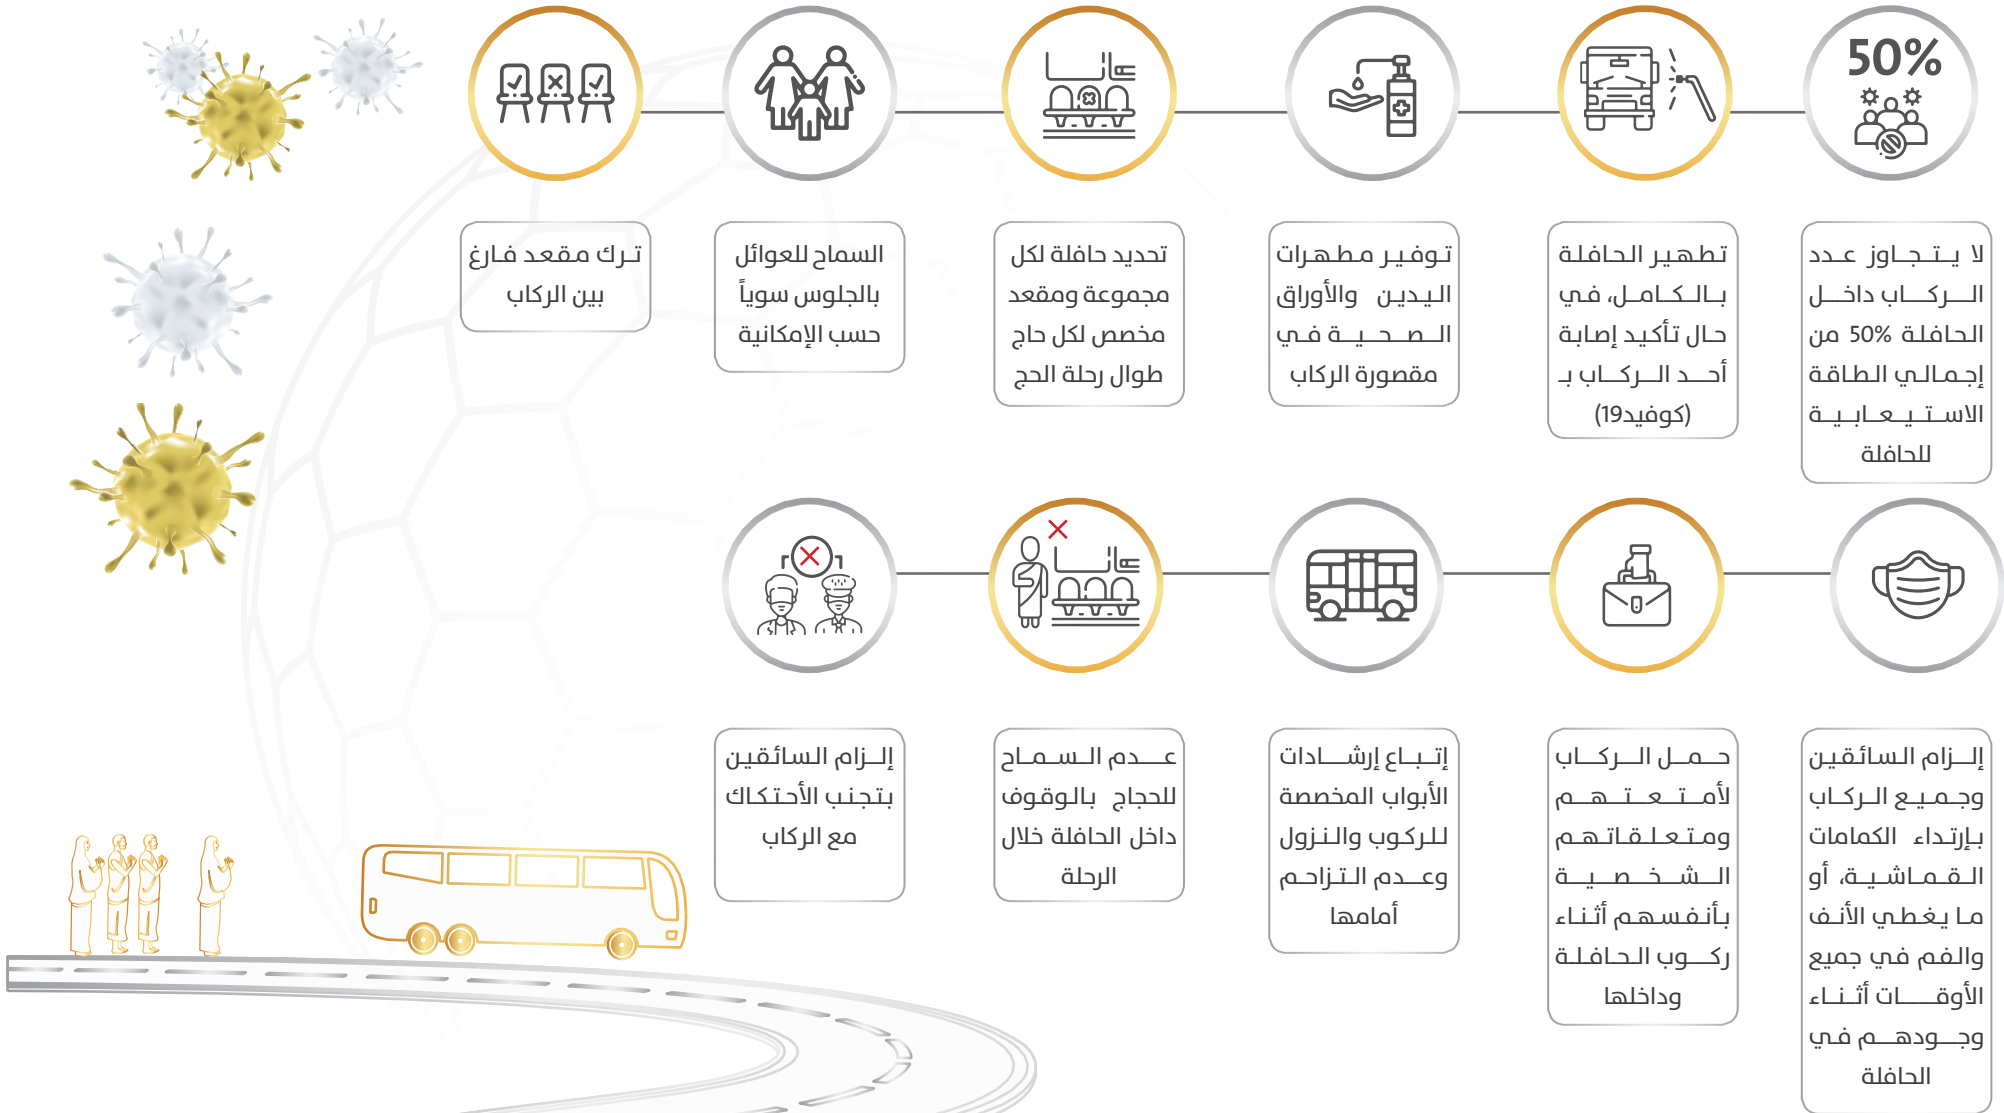 50%
لا يتجاوز عدد
الركاب داخل
الحافلة 50% من
إجمالي الطاقة
الاستيعابية
للحافلة
تطهير الحافلة
بالكامل، في
حال تأكيد إصابة
أحد الركاب بـ
(كوفيد19)
توفير مطهرات
اليدين والأوراق
الصحية في
مقصورة الركاب
تحديد حافلة لكل
مجموعة ومقعد
مخصص لكل حاج
طوال رحلة الحج
السماح للعوائل
بالجلوس سوياً
حسب الإمكانية
ترك مقعد فارغ
بين الركاب
إلزام السائقين
وجميع الركاب
بإرتداء الكمامات
القماشية، أو
ما يغطي الأنف
والفم في جميع
الأوقات أثناء
وجودهم في
الحافلة
حمل الركاب
لأمتعتهم
ومتعلقاتهم
الشخصية
بأنفسهم أثناء
ركوب الحافلة
وداخلها
إتباع إرشادات
الأبواب المخصصة
للركوب والنزول
وعدم التزاحم
أمامها
عدم السماح
للحجاج بالوقوف
داخل الحافلة خلال
الرحلة
إلزام السائقين
بتجنب الأحتكاك
مع الركاب